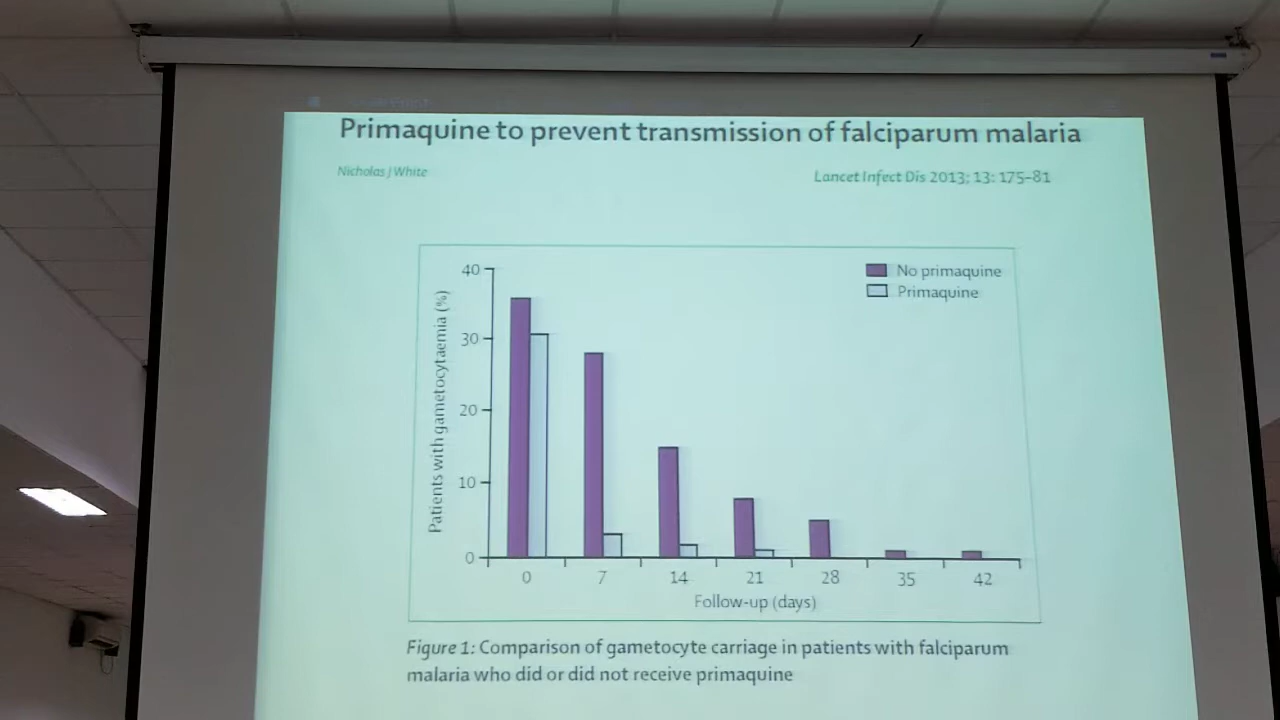 Primaquine to prevent transmission of falciparum malaria
Nicholas J White
Lancet Infect Dis 2013; 13: 175–81
No primaquine
Primaquine
Patients with gametocytaemia (%)
40
30
20
10
0
0 7 14 21 28 35 42
Follow-up (days)
Figure 1: Comparison of gametocyte carriage in patients with falciparum
malaria who did or did not receive primaquine